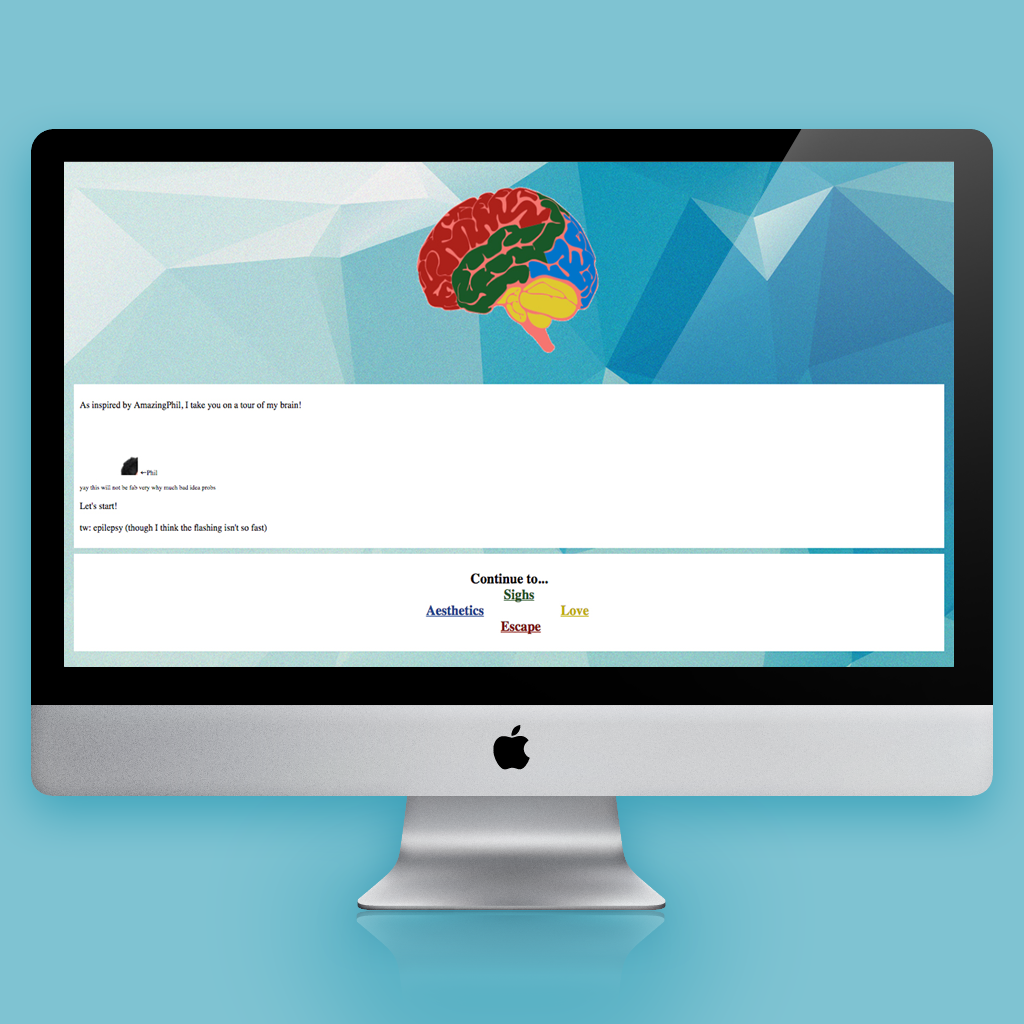 As inspired by AmazingPhil, I take you on a tour of my brain!
←Phil
yay this will not be fab very why much bad idea probs
Let's start!
tw: epilepsy (though I think the flashing isn't so fast)
Continue to...
Sighs
Aesthetics Love
Escape